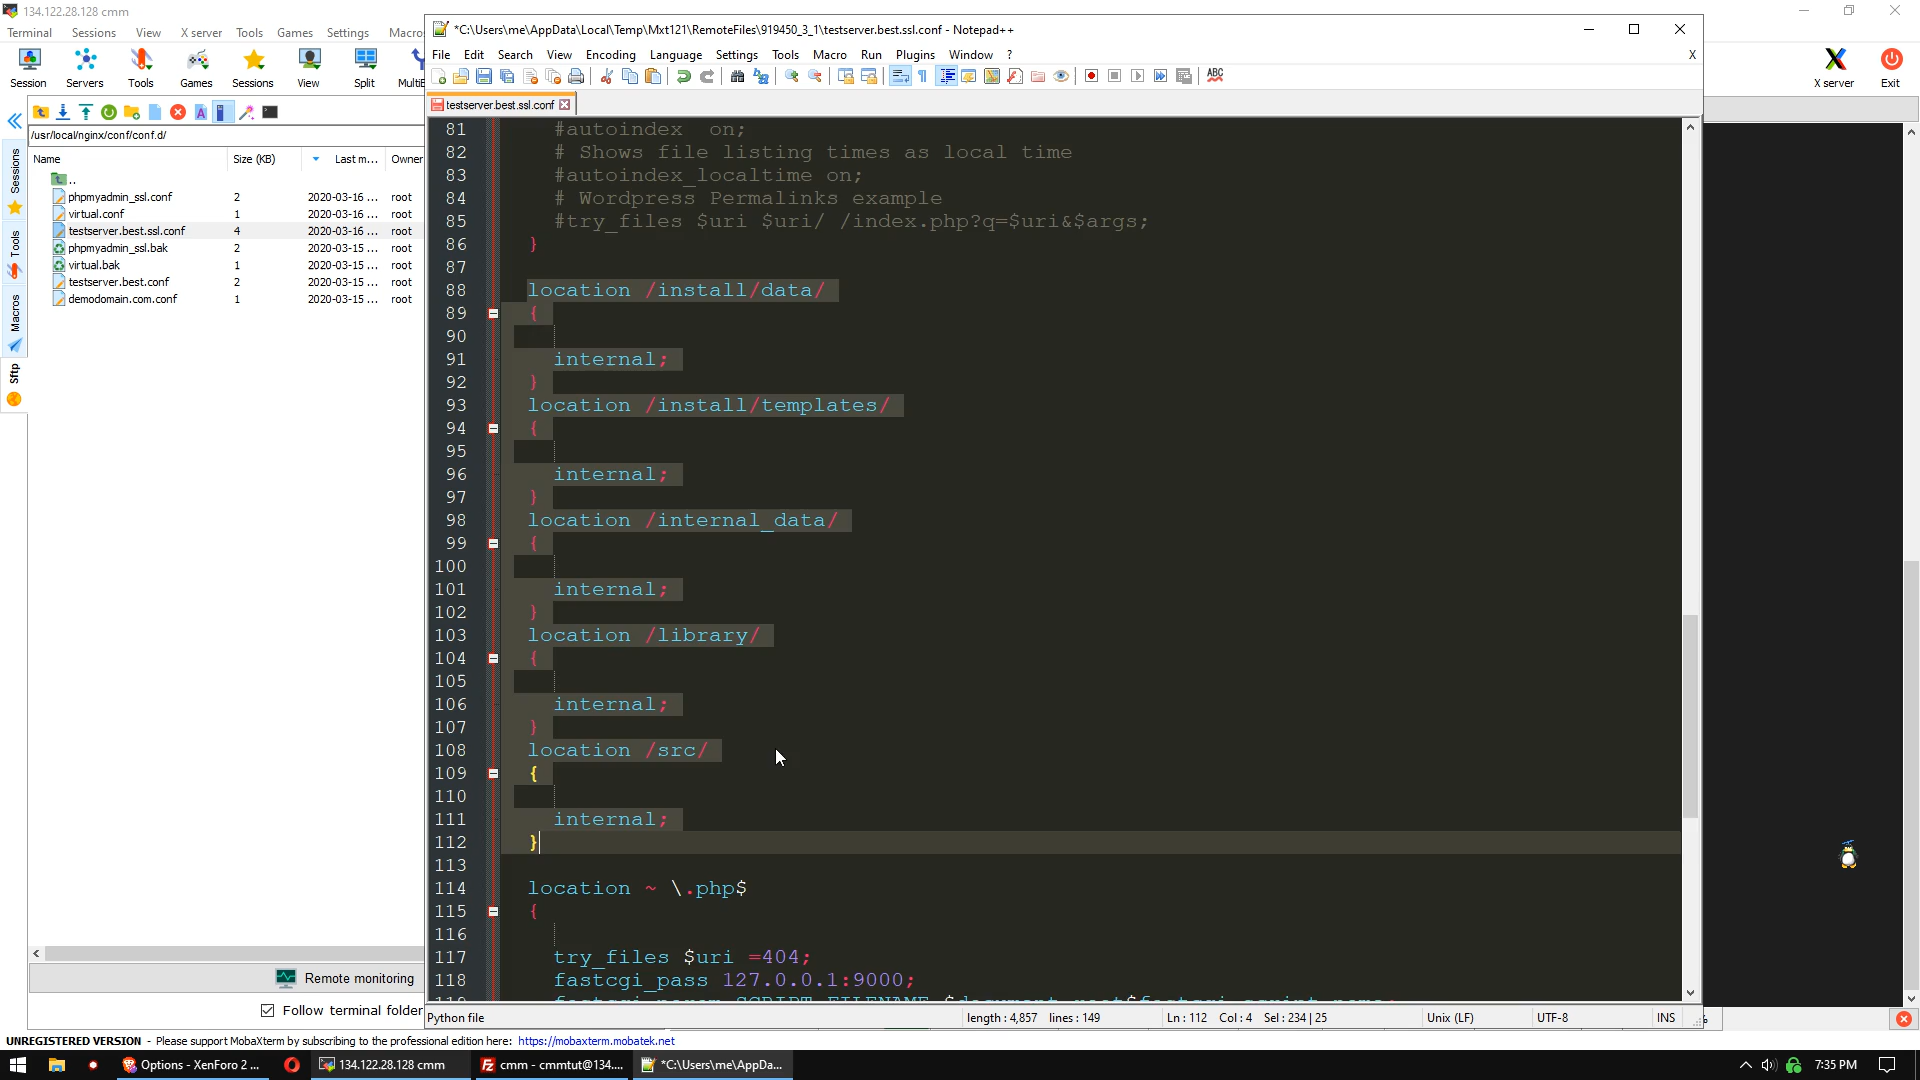 134.122.28.128 cmm
Terminal Sessions View X server Tools Games Settings Macro
Session Servers Tools Games Sessions View Split
X server Exit
/usr/local/nginx/conf/conf.d/
Name Size (KB) Last m... Owner
..
phpmyadmin_ssl.conf 2 2020-03-16 ... root
virtual.conf 1 2020-03-16 ... root
testserver.best.ssl.conf 4 2020-03-16 ... root
phpmyadmin_ssl.bak 2 2020-03-15 ... root
virtual.bak 1 2020-03-15 ... root
testserver.best.conf 2 2020-03-15 ... root
demodomain.com.conf 1 2020-03-15 ... root
Sessions
Tools
Macros
Sftp
Remote monitoring
Follow terminal folder
*C:\Users\me\AppData\Local\Temp\Mxt121\RemoteFiles\919450_3_1\testserver.best.ssl.conf - Notepad++
File Edit Search View Encoding Language Settings Tools Macro Run Plugins Window ? X
ABC
testserver.best.ssl.conf
81 #autoindex on;
82 # Shows file listing times as local time
83 #autoindex_localtime on;
84 # Wordpress Permalinks example
85 #try_files $uri $uri/ /index.php?q=$uri&$args;
86 }
87
88 location /install/data/
89 {
90
91 internal;
92 }
93 location /install/templates/
94 {
95
96 internal;
97 }
98 location /internal_data/
99 {
100
101 internal;
102 }
103 location /library/
104 {
105
106 internal;
107 }
108 location /src/
109 {
110
111 internal;
112 }
113
114 location ~ \.php$
115 {
116
117 try_files $uri =404;
118 fastcgi_pass 127.0.0.1:9000;
Python file length : 4,857 lines : 149 Ln : 112 Col : 4 Sel : 234 | 25 Unix (LF) UTF-8 INS
UNREGISTERED VERSION - Please support MobaXterm by subscribing to the professional edition here: https://mobaxterm.mobatek.net
Options - XenForo 2 ... 134.122.28.128 cmm cmm - cmmtut@134.... *C:\Users\me\AppDa... 7:35 PM